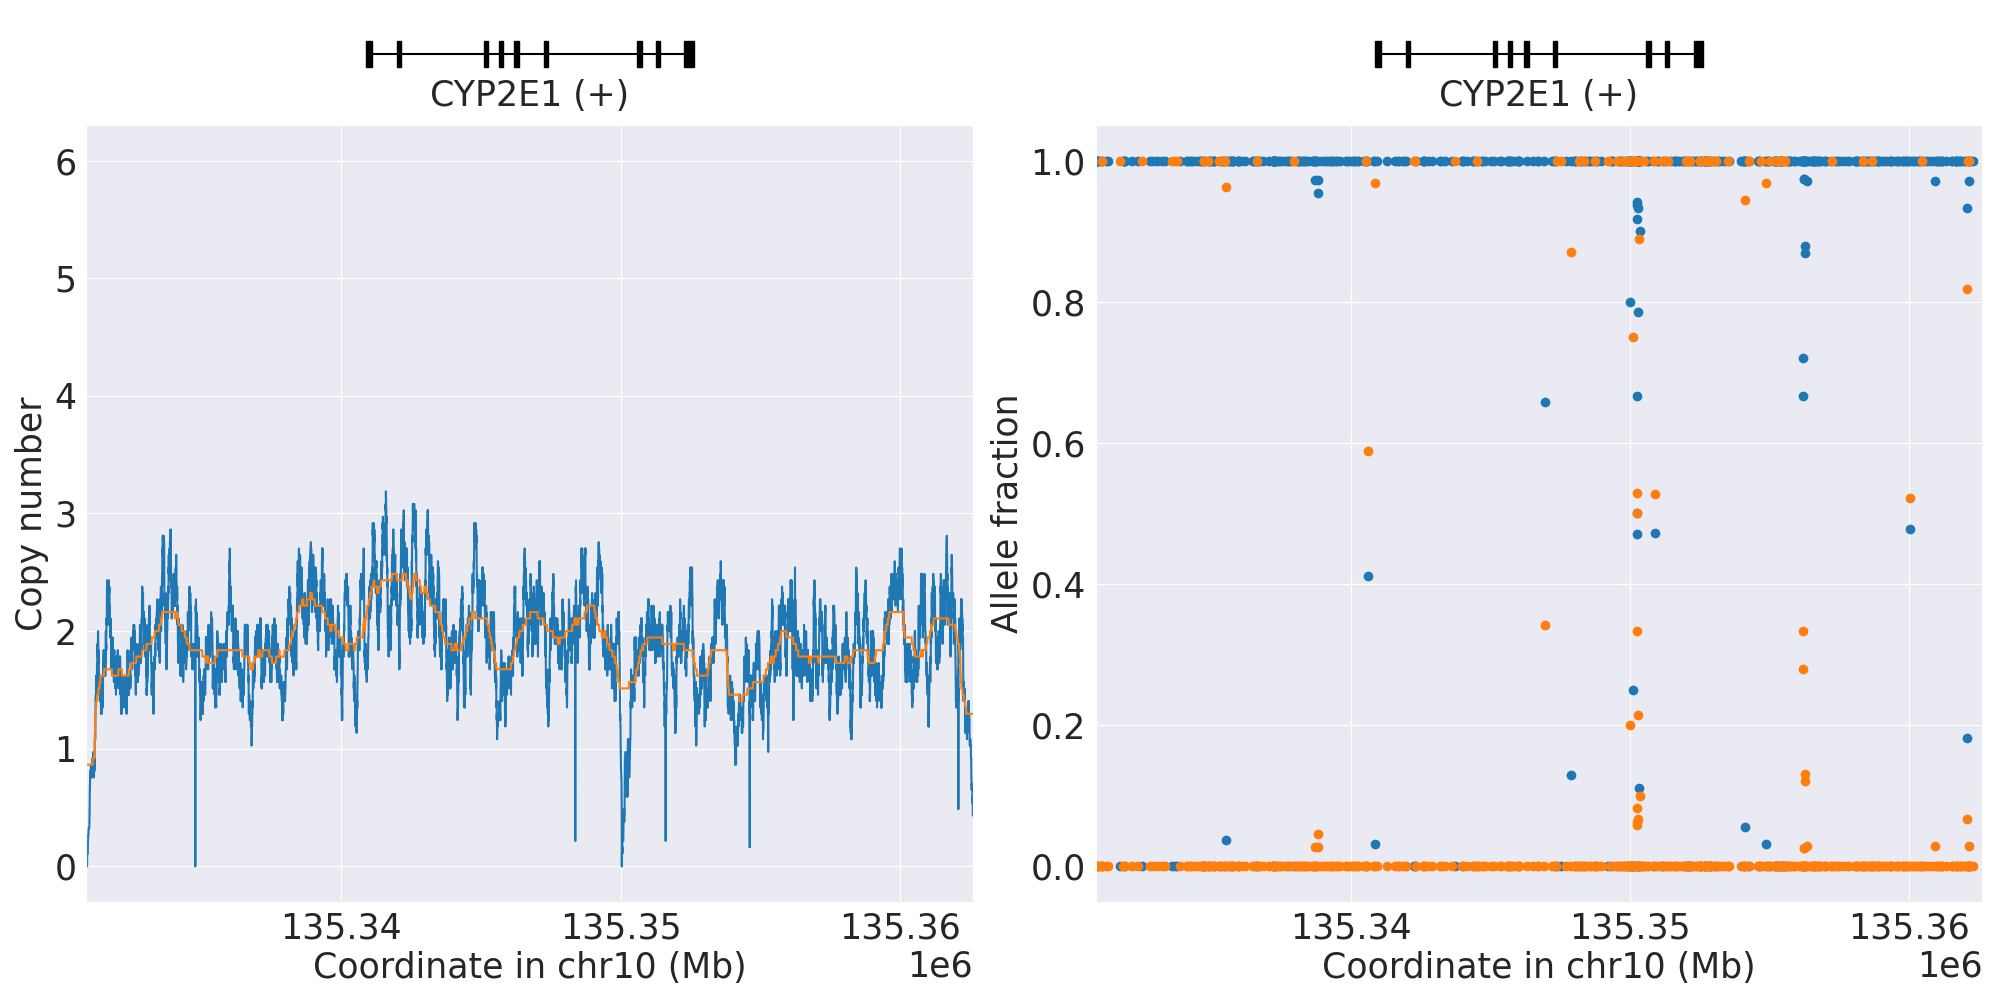 CYP2E1 (+)
6
5
4
3
2
1
0
Copy number
135.34
135.35
135.36
Coordinate in chr10 (Mb)
1e6
CYP2E1 (+)
1.0
0.8
0.6
0.4
0.2
0.0
Allele fraction
135.34
135.35
135.36
Coordinate in chr10 (Mb)
1e6